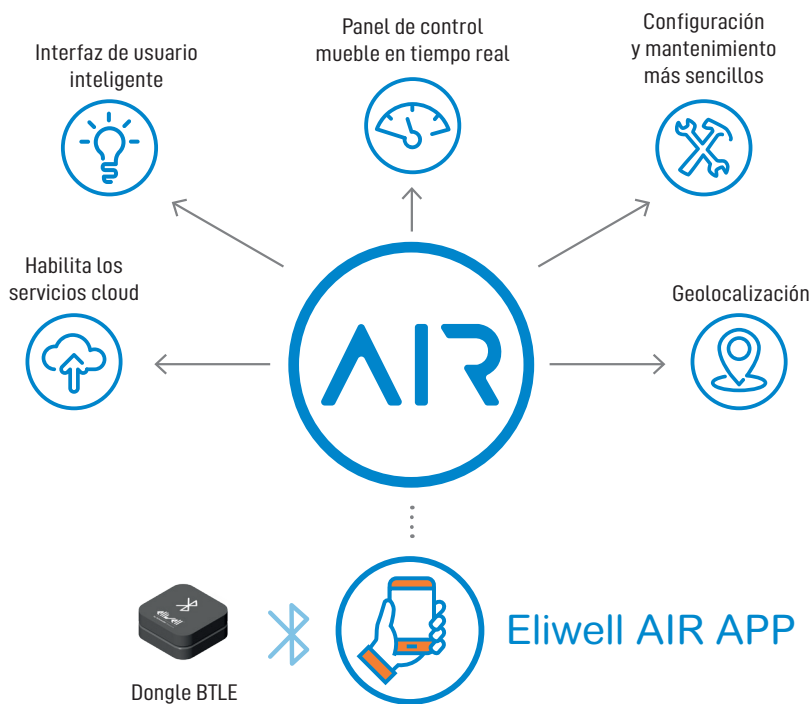 Panel de control
mueble en tiempo real
Configuración
y mantenimiento
más sencillos
Interfaz de usuario
inteligente
Habilita los
servicios cloud
Geolocalización
AIR
eliwell
Eliwell AIR APP
Dongle BTLE